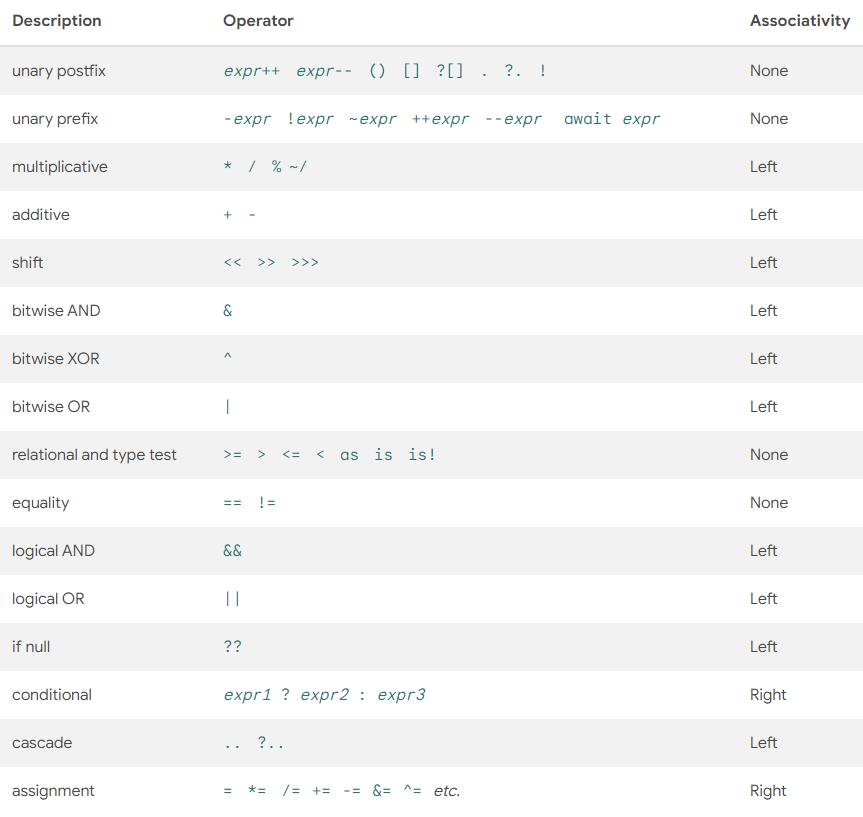 Description Operator Associativity
unary postfix expr++ expr-- () [] ?[] . ?. ! None
unary prefix -expr !expr ~expr ++expr --expr await expr None
multiplicative * / % ~/ Left
additive + - Left
shift << >> >>> Left
bitwise AND & Left
bitwise XOR ^ Left
bitwise OR | Left
relational and type test >= > <= < as is is! None
equality == != None
logical AND && Left
logical OR || Left
if null ?? Left
conditional expr1 ? expr2 : expr3 Right
cascade .. ?.. Left
assignment = *= /= += -= &= ^= etc. Right